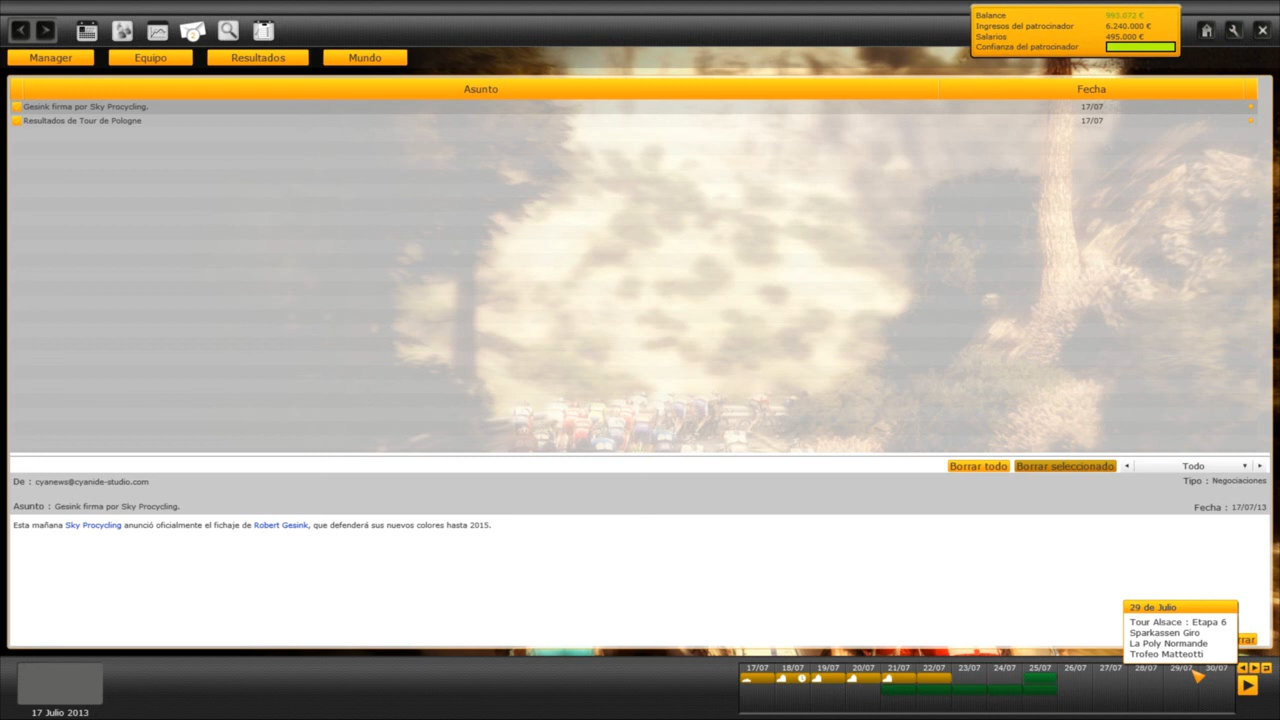 Balance 993.072 €
Ingresos del patrocinador 6.240.000 €
Salarios 495.000 €
Confianza del patrocinador
2
Manager Equipo Resultados Mundo
Asunto Fecha
Gesink firma por Sky Procycling. 17/07
Resultados de Tour de Pologne 17/07
Borrar todo Borrar seleccionado Todo
De : cyanews@cyanide-studio.com Tipo : Negociaciones
Asunto : Gesink firma por Sky Procycling. Fecha : 17/07/13
Esta mañana Sky Procycling anunció oficialmente el fichaje de Robert Gesink, que defenderá sus nuevos colores hasta 2015.
29 de Julio
Tour Alsace : Etapa 6
Sparkassen Giro
rrar
La Poly Normande
Trofeo Matteotti
17/07 18/07 19/07 20/07 21/07 22/07 23/07 24/07 25/07 26/07 27/07 28/07 29/07 30/07
17 Julio 2013